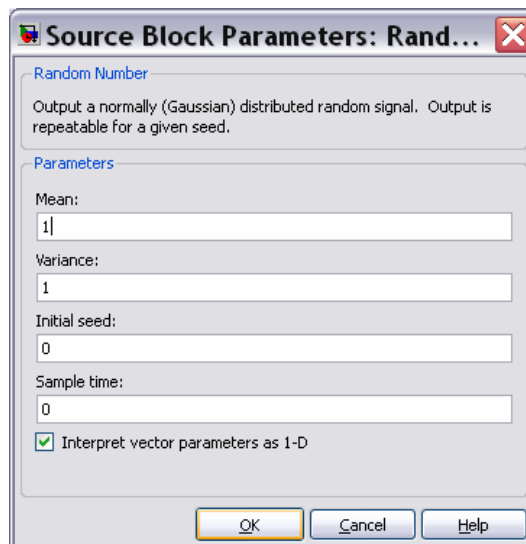 Source Block Parameters: Rand...
Random Number
Output a normally (Gaussian) distributed random signal.  Output is
repeatable for a given seed.
Parameters
Mean:
1
Variance:
1
Initial seed:
0
Sample time:
0
Interpret vector parameters as 1-D
OK Cancel Help